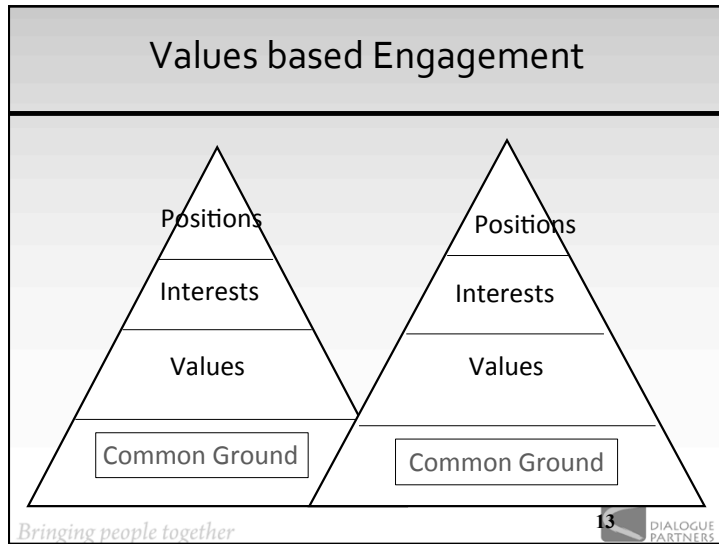 Values based Engagement
Positions
Interests
Values
Common Ground
Positions
Interests
Values
Common Ground
Bringing people together
13
DIALOGUE
PARTNERS